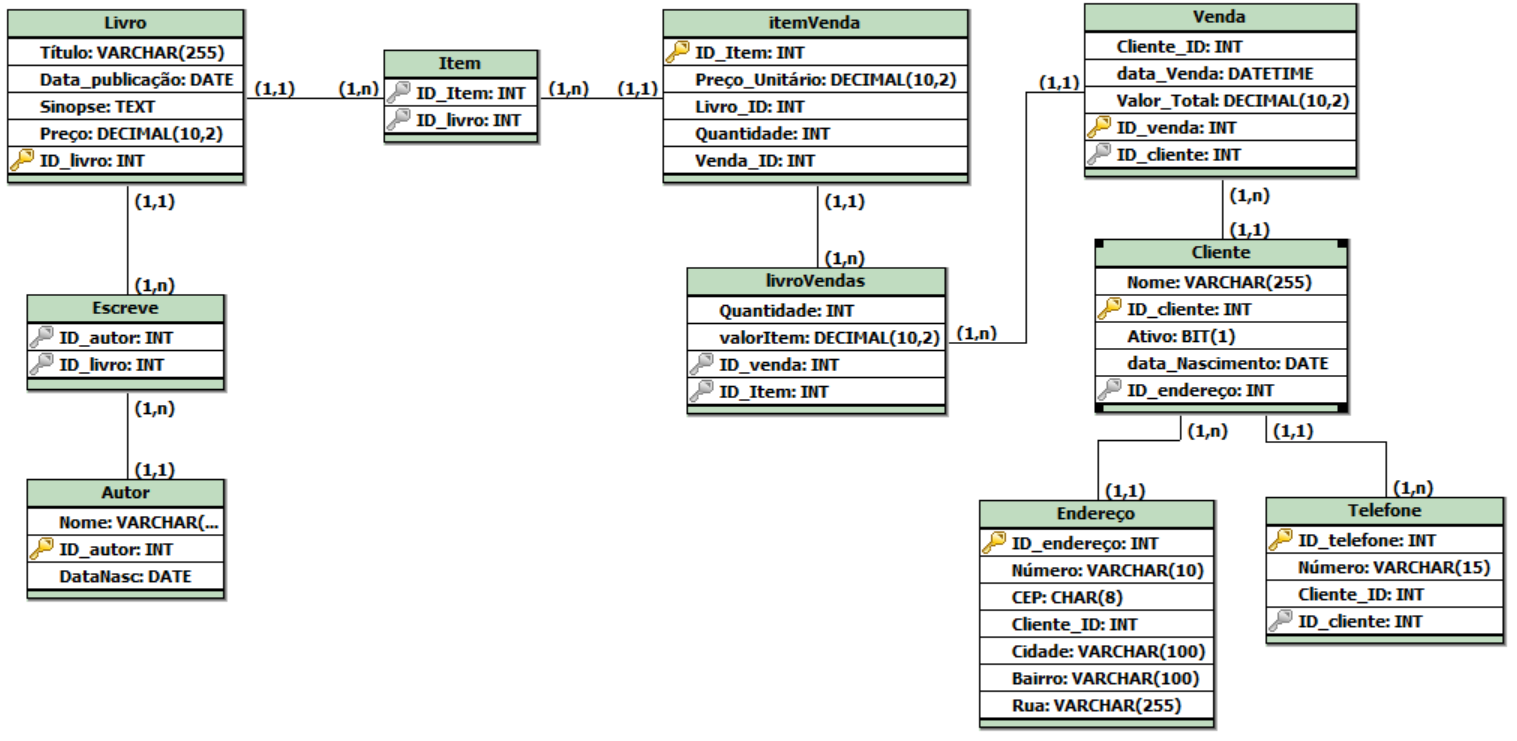 Livro
Título: VARCHAR(255)
Data_publicação: DATE
Sinopse: TEXT
Preço: DECIMAL(10,2)
ID_livro: INT
(1,1)
(1,n)
Item
ID_Item: INT
ID_livro: INT
(1,n)
(1,1)
itemVenda
ID_Item: INT
Preço_Unitário: DECIMAL(10,2)
Livro_ID: INT
Quantidade: INT
Venda_ID: INT
(1,1)
Venda
Cliente_ID: INT
data_Venda: DATETIME
Valor_Total: DECIMAL(10,2)
ID_venda: INT
ID_cliente: INT
(1,1)
(1,n)
Escreve
ID_autor: INT
ID_livro: INT
(1,n)
(1,1)
Autor
Nome: VARCHAR(...
ID_autor: INT
DataNasc: DATE
(1,1)
(1,n)
livroVendas
Quantidade: INT
valorItem: DECIMAL(10,2)
ID_venda: INT
ID_Item: INT
(1,n)
(1,n)
(1,1)
Cliente
Nome: VARCHAR(255)
ID_cliente: INT
Ativo: BIT(1)
data_Nascimento: DATE
ID_endereço: INT
(1,n)
(1,1)
(1,1)
Endereço
ID_endereço: INT
Número: VARCHAR(10)
CEP: CHAR(8)
Cliente_ID: INT
Cidade: VARCHAR(100)
Bairro: VARCHAR(100)
Rua: VARCHAR(255)
(1,n)
Telefone
ID_telefone: INT
Número: VARCHAR(15)
Cliente_ID: INT
ID_cliente: INT